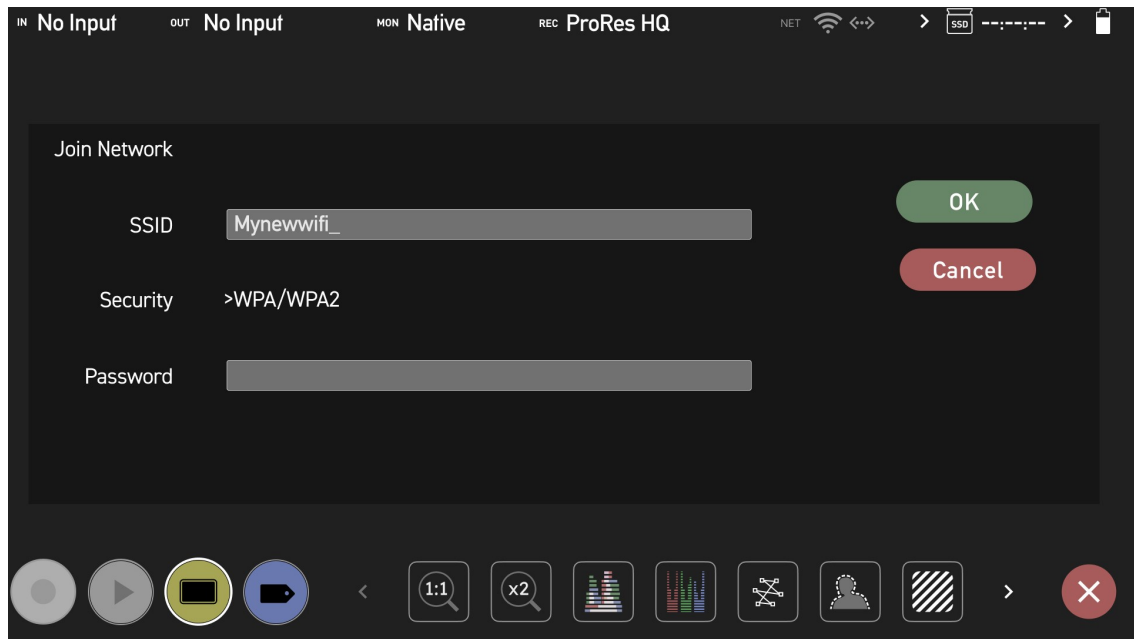 IN No Input OUT No Input MON Native REC ProRes HQ NET SSD --:--:--
Join Network
SSID Mynewwifi_
OK
Cancel
Security >WPA/WPA2
Password
1:1 x2